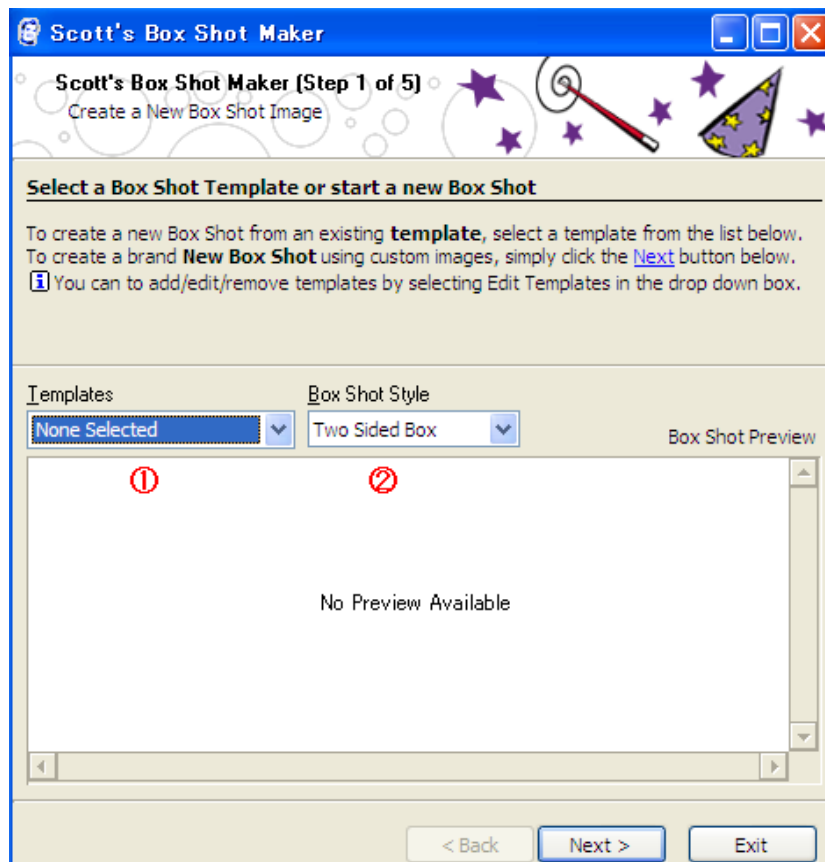 Scott's Box Shot Maker
Scott's Box Shot Maker (Step 1 of 5)
Create a New Box Shot Image
Select a Box Shot Template or start a new Box Shot
To create a new Box Shot from an existing template, select a template from the list below.
To create a brand New Box Shot using custom images, simply click the Next button below.
You can to add/edit/remove templates by selecting Edit Templates in the drop down box.
Templates Box Shot Style
None Selected Two Sided Box Box Shot Preview
① ②
No Preview Available
< Back Next > Exit